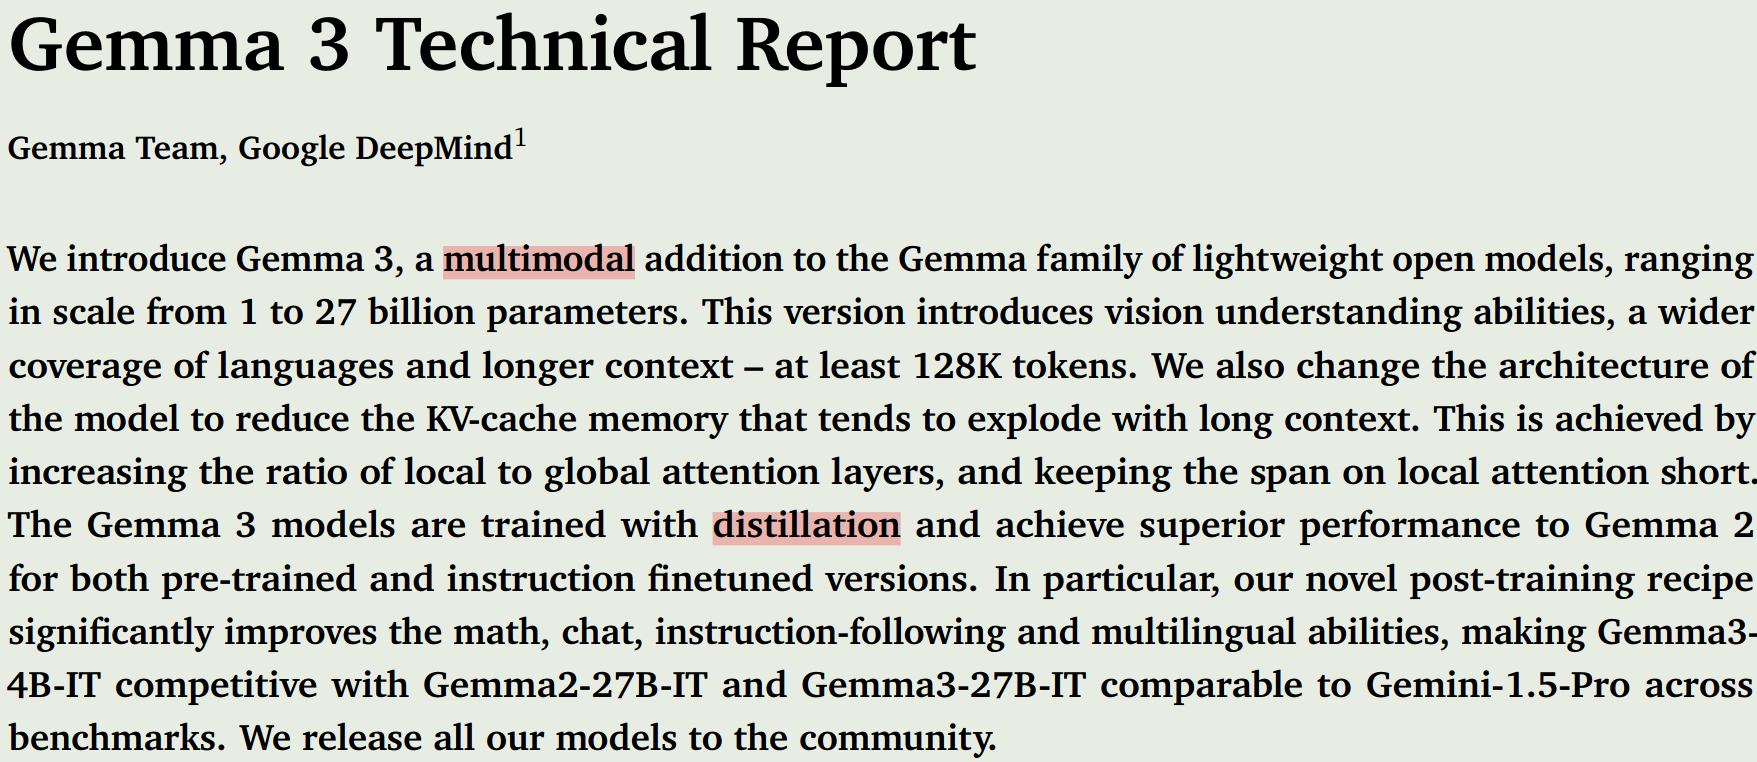 Gemma 3 Technical Report
Gemma Team, Google DeepMind¹
We introduce Gemma 3, a multimodal addition to the Gemma family of lightweight open models, ranging
in scale from 1 to 27 billion parameters. This version introduces vision understanding abilities, a wider
coverage of languages and longer context – at least 128K tokens. We also change the architecture of
the model to reduce the KV-cache memory that tends to explode with long context. This is achieved by
increasing the ratio of local to global attention layers, and keeping the span on local attention short.
The Gemma 3 models are trained with distillation and achieve superior performance to Gemma 2
for both pre-trained and instruction finetuned versions. In particular, our novel post-training recipe
significantly improves the math, chat, instruction-following and multilingual abilities, making Gemma3-
4B-IT competitive with Gemma2-27B-IT and Gemma3-27B-IT comparable to Gemini-1.5-Pro across
benchmarks. We release all our models to the community.